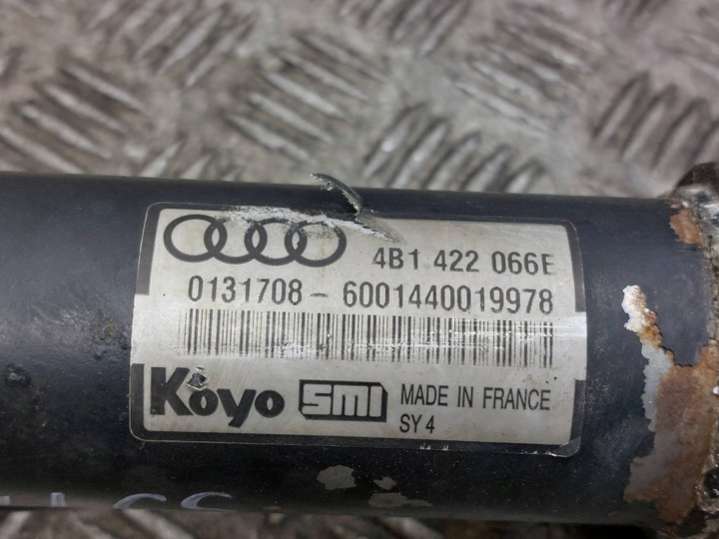 4B1 422 066E
0131708 - 6001440019978
Koyo SMI MADE IN FRANCE
SY 4